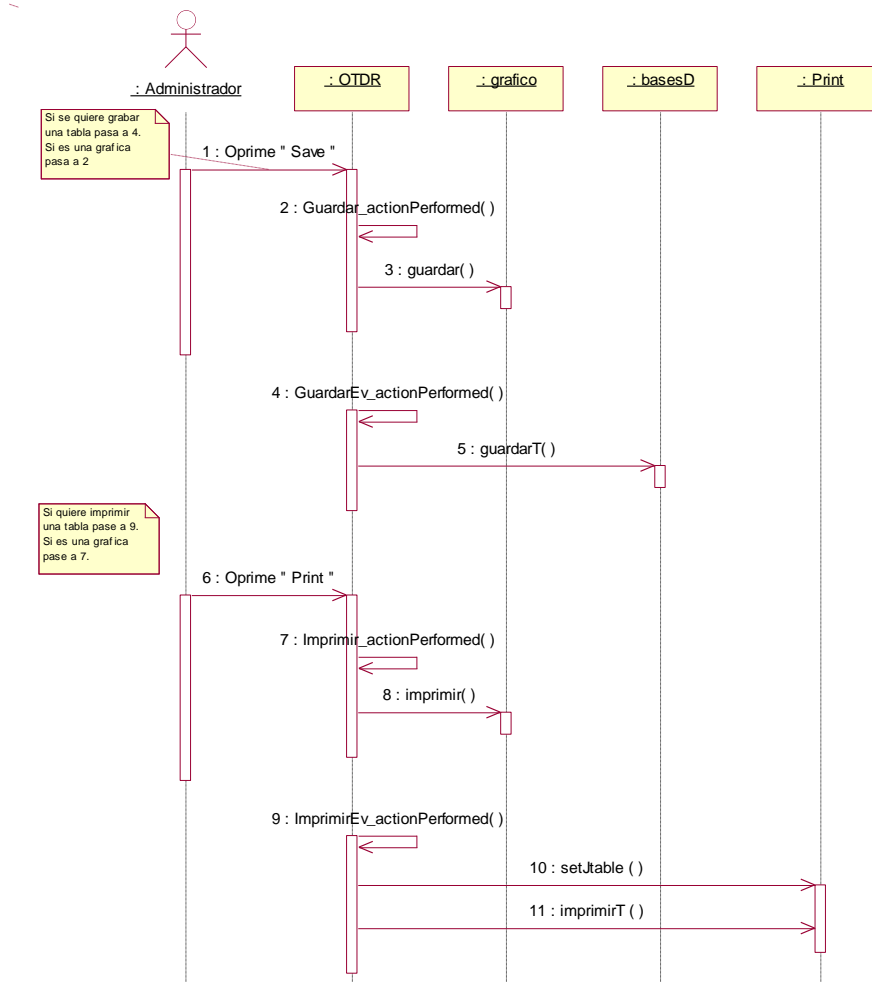 : Administrador
: OTDR
: grafico
: basesD
: Print
Si se quiere grabar
una tabla pasa a 4.
Si es una grafica
pasa a 2
1 : Oprime " Save "
2 : Guardar_actionPerformed( )
3 : guardar( )
4 : GuardarEv_actionPerformed( )
5 : guardarT( )
Si quiere imprimir
una tabla pase a 9.
Si es una grafica
pase a 7.
6 : Oprime " Print "
7 : Imprimir_actionPerformed( )
8 : imprimir( )
9 : ImprimirEv_actionPerformed( )
10 : setJtable ( )
11 : imprimirT ( )